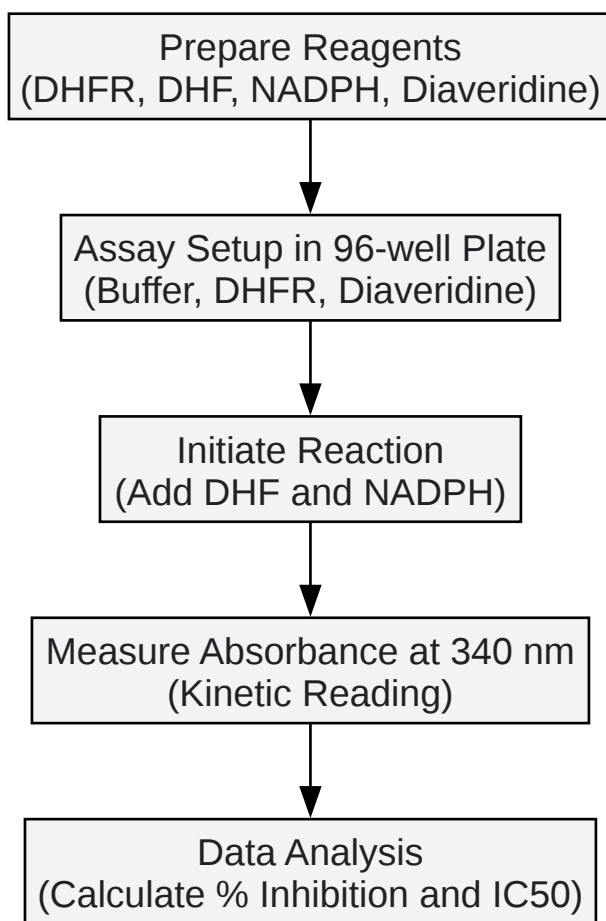 Prepare Reagents
(DHFR, DHF, NADPH, Diaveridine)
Assay Setup in 96-well Plate
(Buffer, DHFR, Diaveridine)
Initiate Reaction
(Add DHF and NADPH)
Measure Absorbance at 340 nm
(Kinetic Reading)
Data Analysis
(Calculate % Inhibition and IC50)